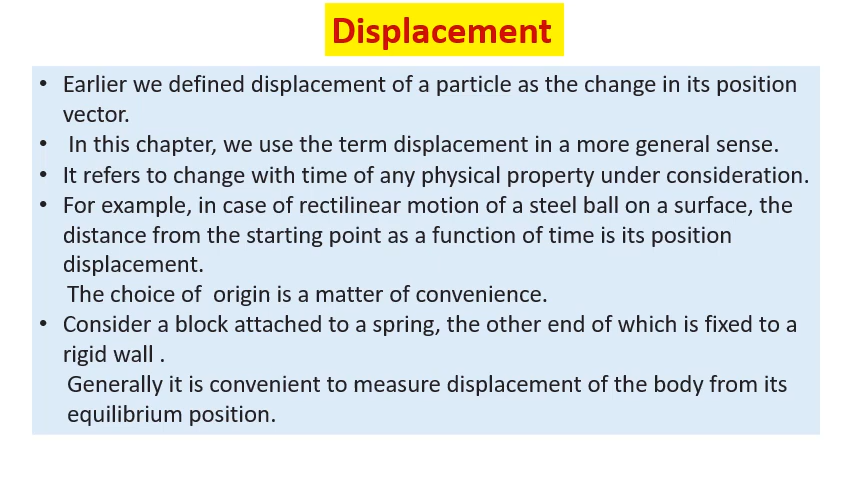 Displacement
• Earlier we defined displacement of a particle as the change in its position
vector.
• In this chapter, we use the term displacement in a more general sense.
• It refers to change with time of any physical property under consideration.
• For example, in case of rectilinear motion of a steel ball on a surface, the
distance from the starting point as a function of time is its position
displacement.
The choice of origin is a matter of convenience.
• Consider a block attached to a spring, the other end of which is fixed to a
rigid wall .
Generally it is convenient to measure displacement of the body from its
equilibrium position.